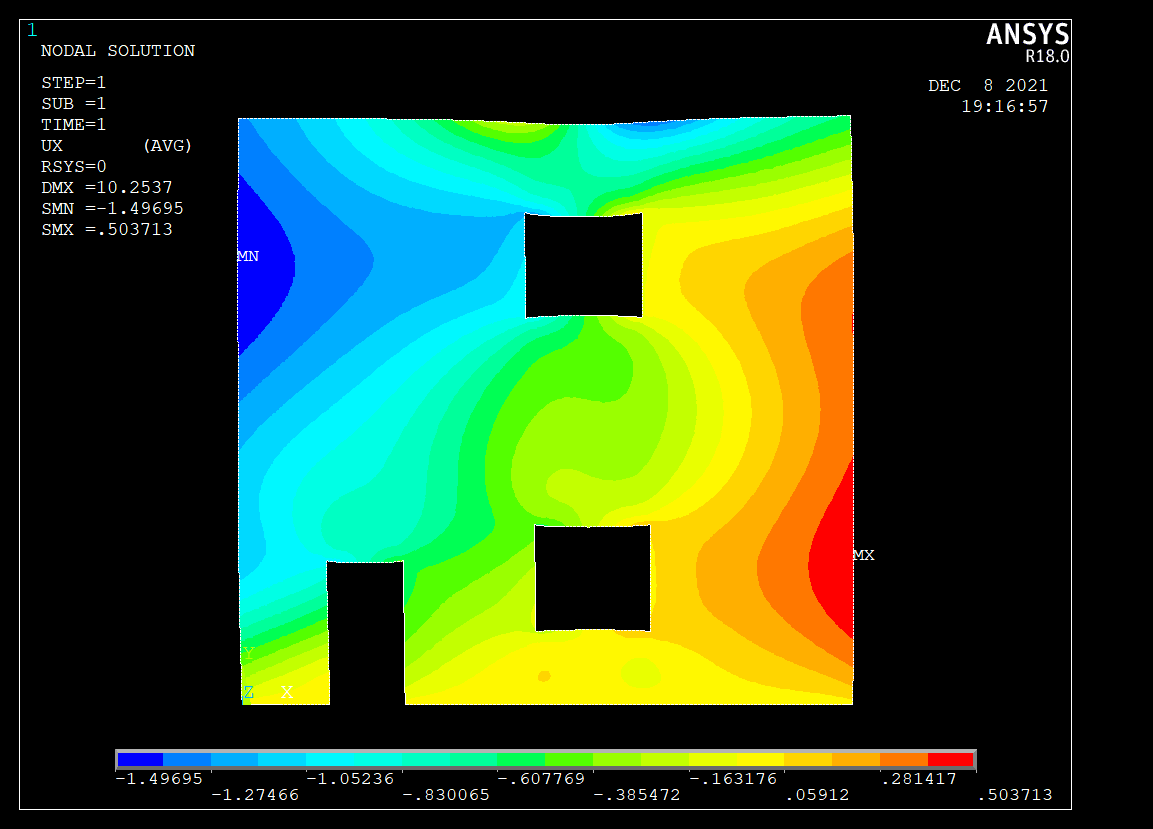 1
ANSYS
R18.0
NODAL SOLUTION
STEP=1
SUB =1
TIME=1
UX (AVG)
RSYS=0
DMX =10.2537
SMN =-1.49695
SMX =.503713
DEC 8 2021
19:16:57
MN
MX
Y
Z X
-1.49695 -1.05236 -.607769 -.163176 .281417
-1.27466 -.830065 -.385472 .05912 .503713